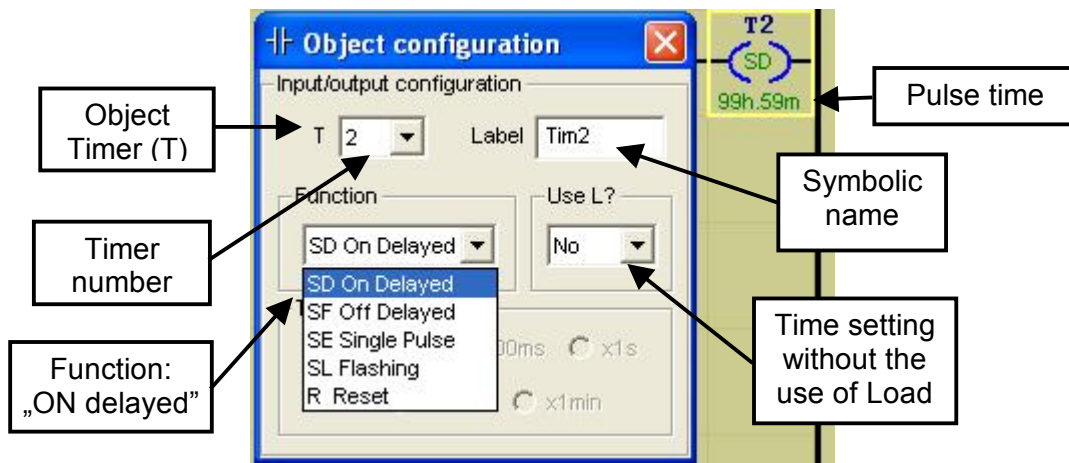 Object configuration
T2
SD
99h.59m
Pulse time
Input/output configuration
Object
Timer (T)
T 2 Label Tim2
Symbolic
name
Function
Use L?
Timer
number
SD On Delayed
No
SD On Delayed
SF Off Delayed
SE Single Pulse
SL Flashing
R Reset
x1s
x1min
Time setting
without the
use of Load
Function:
„ON delayed”